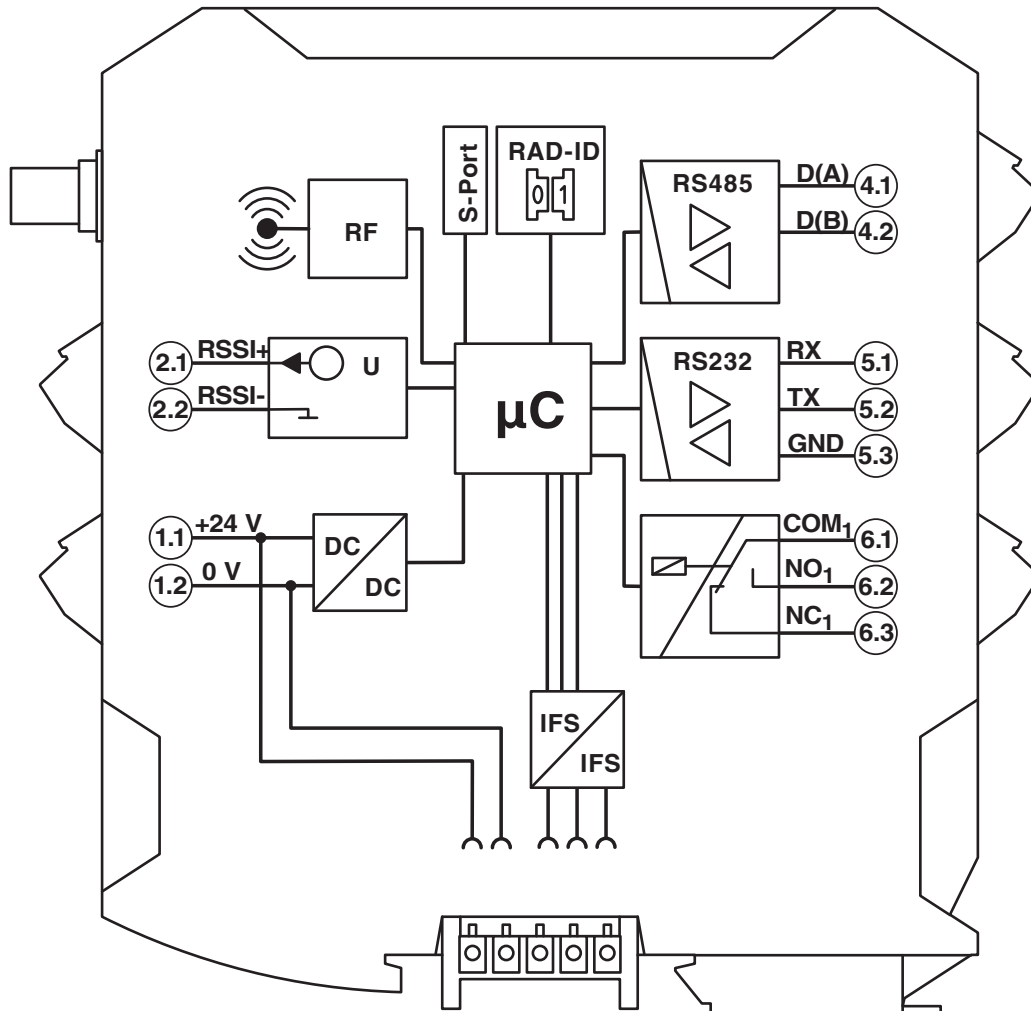 S-Port
RAD-ID
0 1
RF
RS485
D(A) 4.1
D(B) 4.2
2.1 RSSI+
2.2 RSSI-
U
µC
RS232
RX 5.1
TX 5.2
GND 5.3
1.1 +24 V
1.2 0 V
DC
DC
COM1 6.1
NO1 6.2
NC1 6.3
IFS
IFS